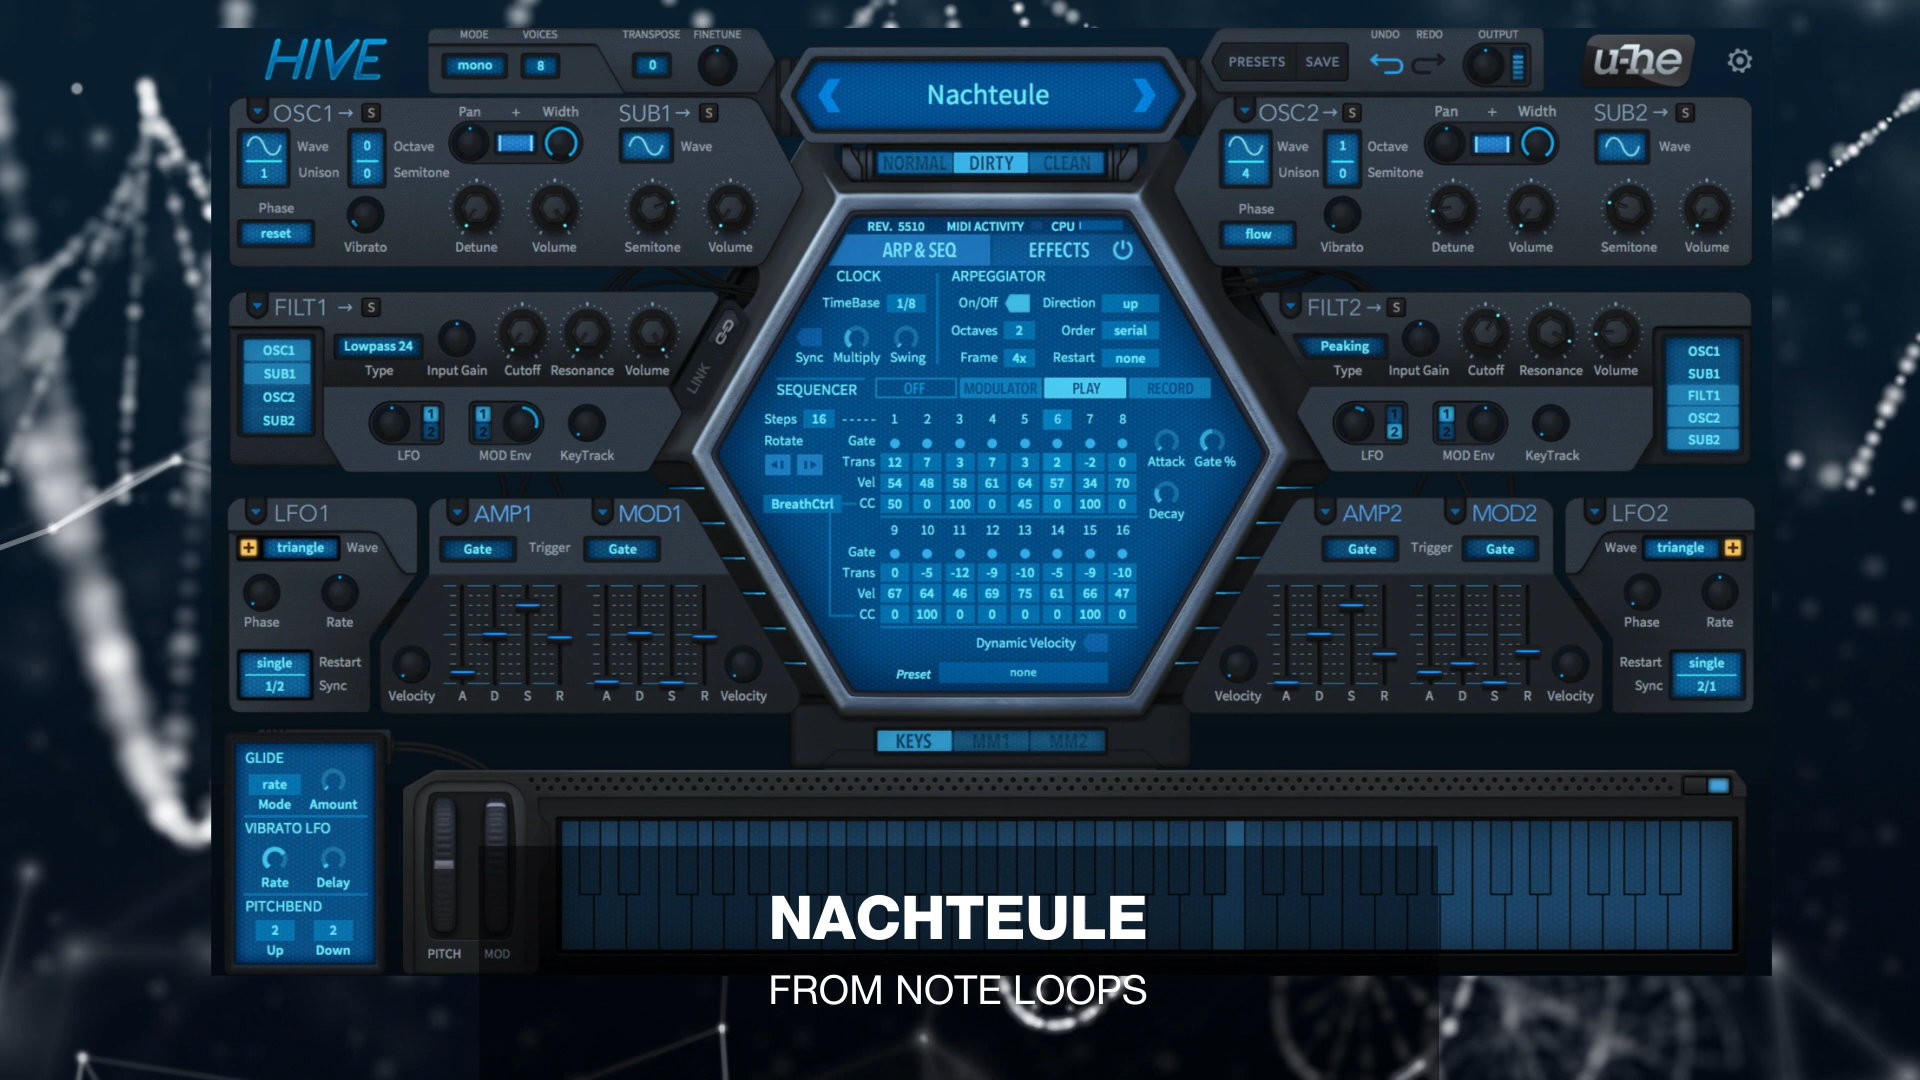 HIVE
MODE VOICES TRANSPOSE FINETUNE
mono 8 0
Nachteule
PRESETS SAVE
UNDO REDO OUTPUT
u-he
NORMAL DIRTY CLEAN
OSC1 → S Pan + Width SUB1 → S
Wave 0 Octave Wave
1 Unison 0 Semitone
Phase
reset Vibrato Detune Volume Semitone Volume
OSC2 → S Pan + Width SUB2 → S
Wave 1 Octave Wave
4 Unison 0 Semitone
Phase
flow Vibrato Detune Volume Semitone Volume
FILT1 → S
OSC1
SUB1
OSC2
SUB2
Lowpass 24
Type Input Gain Cutoff Resonance Volume
1
2
1
2
LFO MOD Env KeyTrack
LINK
REV. 5510 MIDI ACTIVITY CPU
ARP & SEQ EFFECTS
CLOCK ARPEGGIATOR
TimeBase 1/8 On/Off Direction up
Octaves 2 Order serial
Sync Multiply Swing Frame 4x Restart none
SEQUENCER OFF MODULATOR PLAY RECORD
Steps 16 ----- 1 2 3 4 5 6 7 8
Rotate Gate
Trans 12 7 3 7 3 2 -2 0
Vel 54 48 58 61 64 57 34 70
BreathCtrl CC 50 0 100 0 45 0 100 0
Attack Gate %
Decay
9 10 11 12 13 14 15 16
Gate
Trans 0 -5 -12 -9 -10 -5 -9 -10
Vel 67 64 46 69 75 61 66 47
CC 0 100 0 0 0 0 100 0
Dynamic Velocity
Preset none
FILT2 → S
Peaking
Type Input Gain Cutoff Resonance Volume
1
2
1
2
LFO MOD Env KeyTrack
OSC1
SUB1
FILT1
OSC2
SUB2
LFO1
+ triangle Wave
Phase Rate
single Restart
1/2 Sync
AMP1 MOD1
Gate Trigger Gate
Velocity A D S R A D S R Velocity
AMP2 MOD2
Gate Trigger Gate
Velocity A D S R A D S R Velocity
LFO2
Wave triangle +
Phase Rate
Restart single
Sync 2/1
KEYS MM1 MM2
GLIDE
rate
Mode Amount
VIBRATO LFO
Rate Delay
PITCHBEND
2 2
Up Down
PITCH MOD
NACHTEULE
FROM NOTE LOOPS